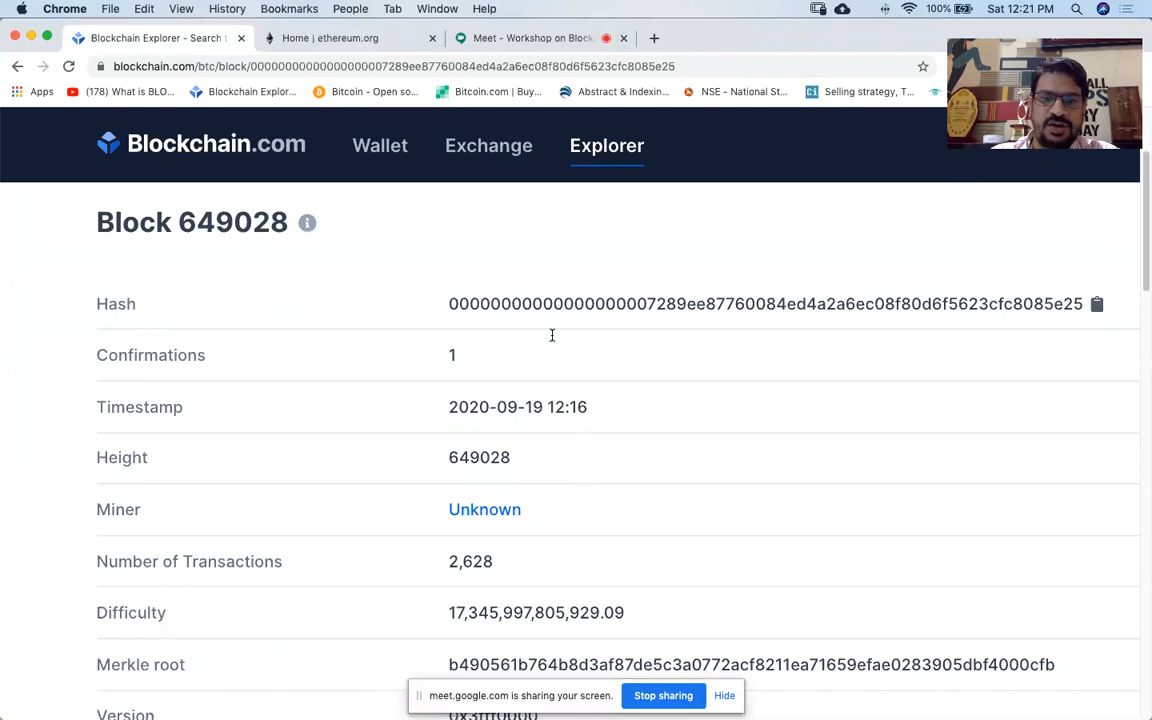 Chrome File Edit View History Bookmarks People Tab Window Help 100% Sat 12:21 PM
Blockchain Explorer - Search t Home | ethereum.org Meet - Workshop on Block
blockchain.com/btc/block/00000000000000000007289ee87760084ed4a2a6ec08f80d6f5623cfc8085e25
Apps (178) What is BLO... Blockchain Explor... Bitcoin - Open so... Bitcoin.com | Buy... Abstract & Indexin... NSE - National St... Selling strategy, T...
Blockchain.com Wallet Exchange Explorer
Block 649028
Hash 00000000000000000007289ee87760084ed4a2a6ec08f80d6f5623cfc8085e25
Confirmations 1
Timestamp 2020-09-19 12:16
Height 649028
Miner Unknown
Number of Transactions 2,628
Difficulty 17,345,997,805,929.09
Merkle root b490561b764b8d3af87de5c3a0772acf8211ea71659efae0283905dbf4000cfb
meet.google.com is sharing your screen. Stop sharing Hide
Version 0x3fff0000